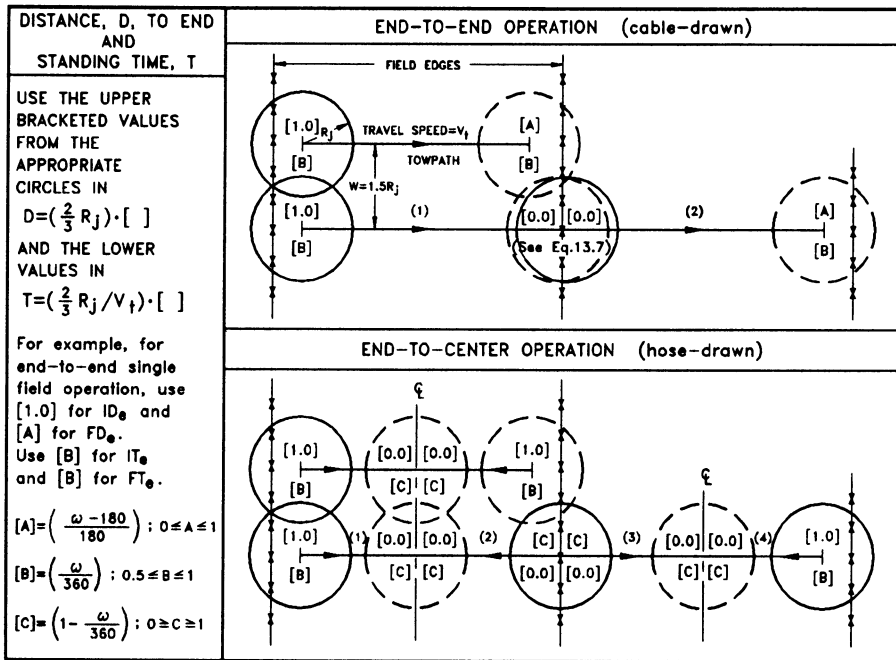 DISTANCE, D, TO END
AND
STANDING TIME, T
USE THE UPPER
BRACKETED VALUES
FROM THE
APPROPRIATE
CIRCLES IN
D=(2/3 Rj)·[ ]
AND THE LOWER
VALUES IN
T=(2/3 Rj/Vt)·[ ]
For example, for
end-to-end single
field operation, use
[1.0] for IDe and
[A] for FDe.
Use [B] for ITe
and [B] for FTe.
[A]=(ω-180/180) ; 0≤A≤1
[B]=(ω/360) ; 0.5≤B≤1
[C]=(1-ω/360) ; 0≥C≥1
END-TO-END OPERATION (cable-drawn)
FIELD EDGES
[1.0] Rj TRAVEL SPEED=Vt [A]
[B] TOWPATH [B]
W=1.5Rj
[1.0] (1) [0.0] [0.0] (2) [A]
[B] (See Eq.13.7) [B]
END-TO-CENTER OPERATION (hose-drawn)
℄
[1.0] [0.0] [0.0] [1.0]
[B] [C] [C] [B]
℄
[1.0] (1) [0.0] [0.0] (2) [C] [C] (3) [0.0] [0.0] (4) [1.0]
[B] [C] [C] [0.0] [0.0] [C] [C] [B]